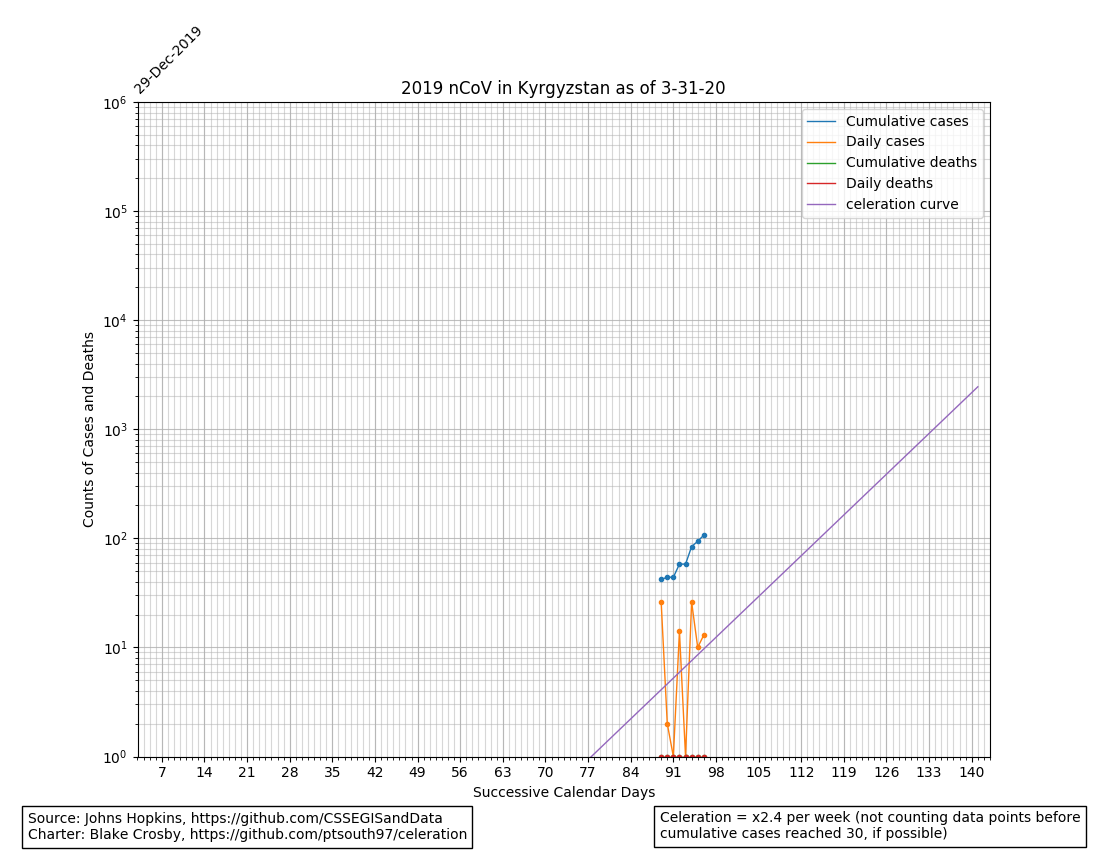 29-Dec-2019
2019 nCoV in Kyrgyzstan as of 3-31-20
Cumulative cases
Daily cases
Cumulative deaths
Daily deaths
celeration curve
Counts of Cases and Deaths
10^6
10^5
10^4
10^3
10^2
10^1
10^0
7 14 21 28 35 42 49 56 63 70 77 84 91 98 105 112 119 126 133 140
Successive Calendar Days
Source: Johns Hopkins, https://github.com/CSSEGISandData
Charter: Blake Crosby, https://github.com/ptsouth97/celeration
Celeration = x2.4 per week (not counting data points before
cumulative cases reached 30, if possible)